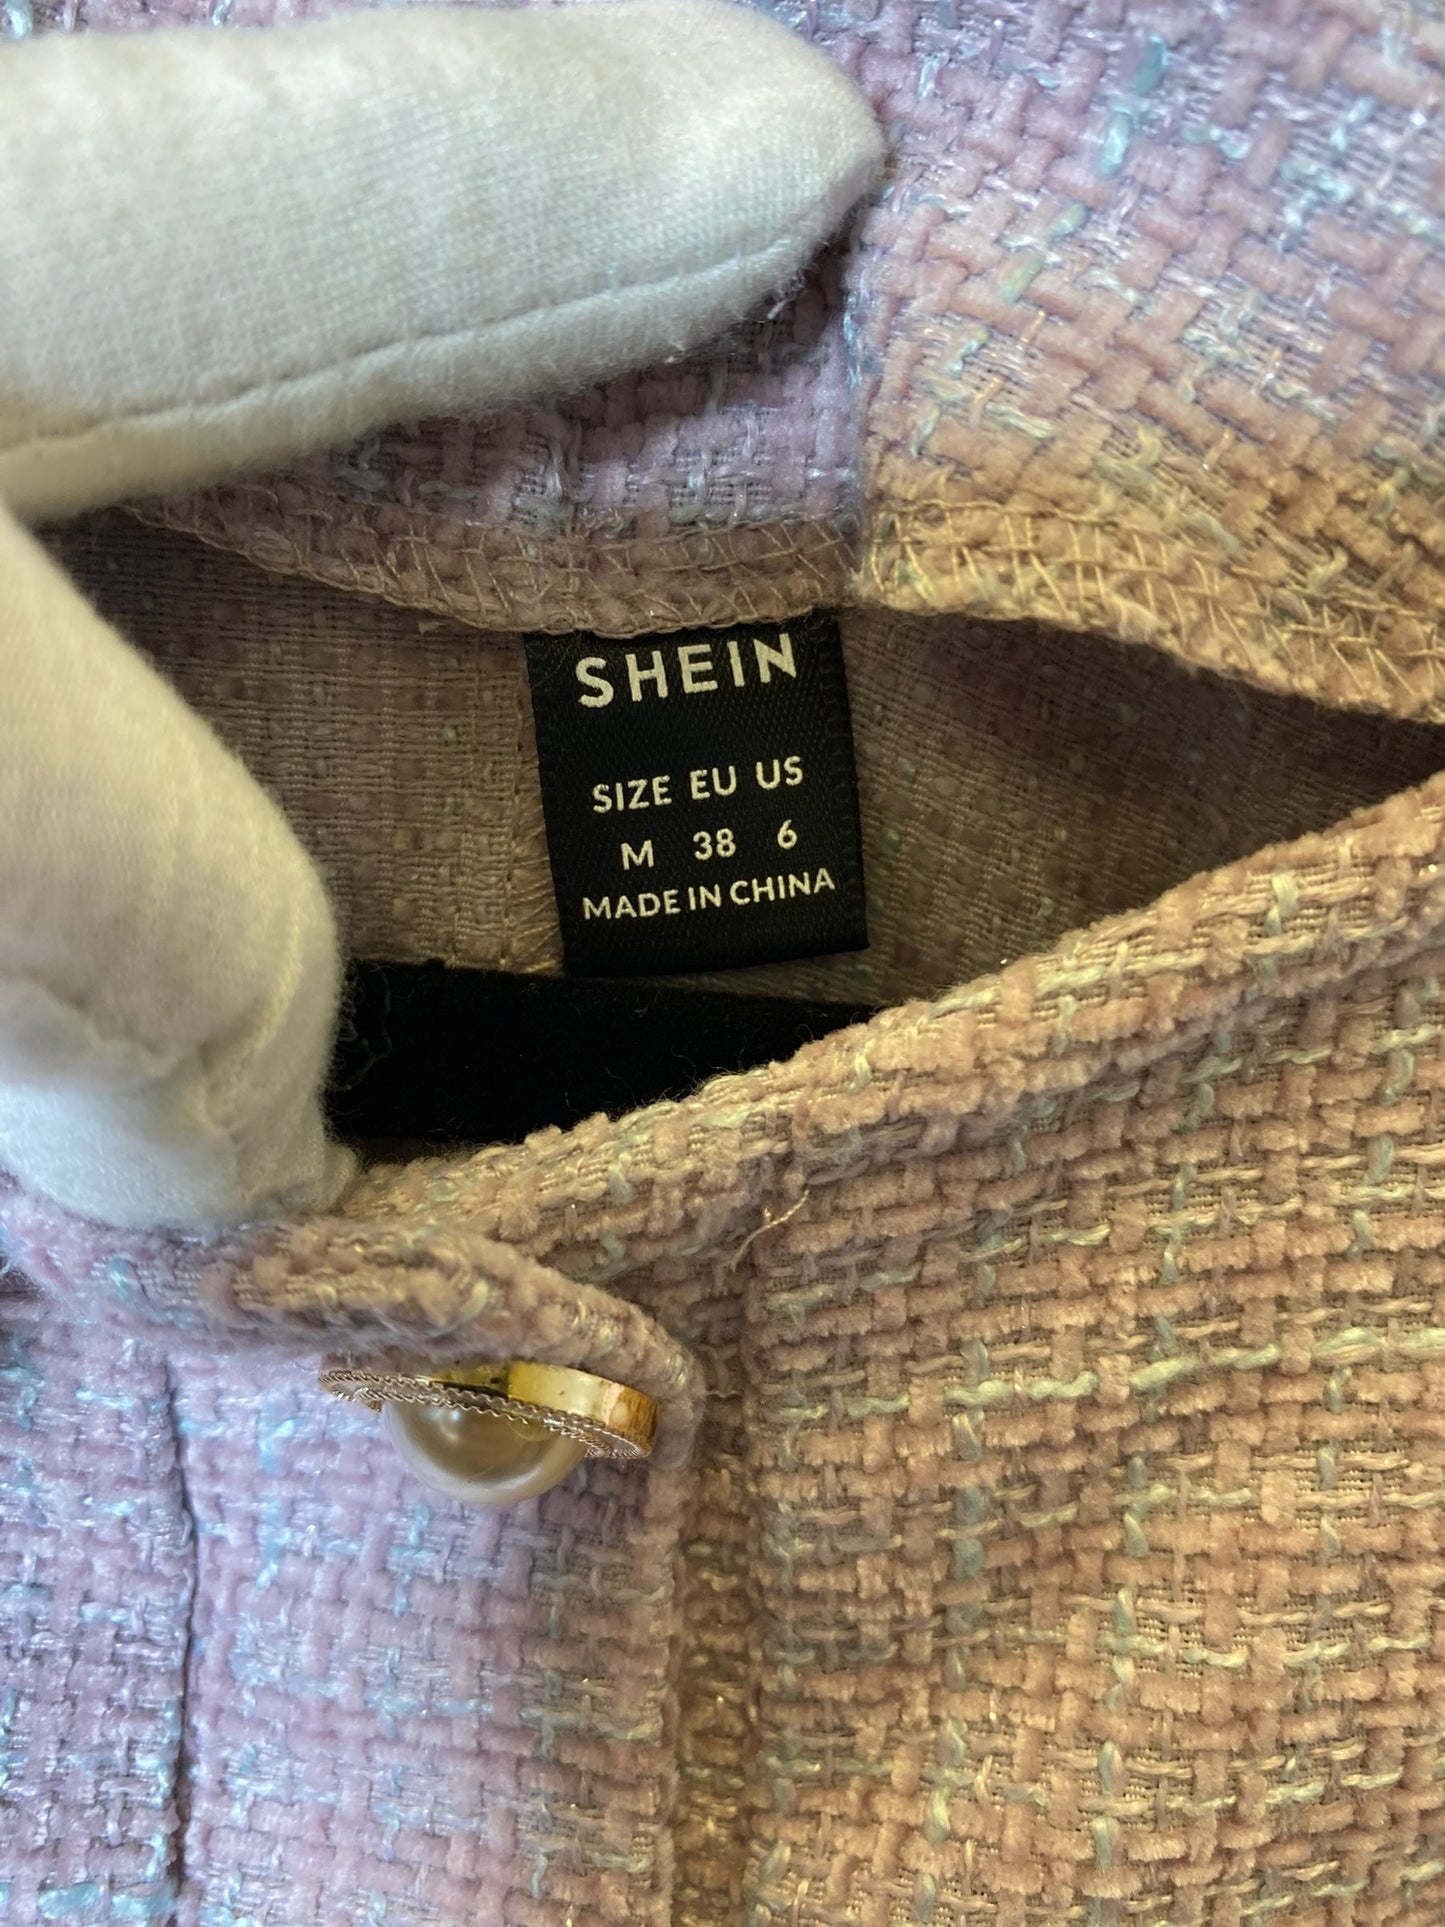 SHEIN
SIZE EU US
M 38 6
MADE IN CHINA